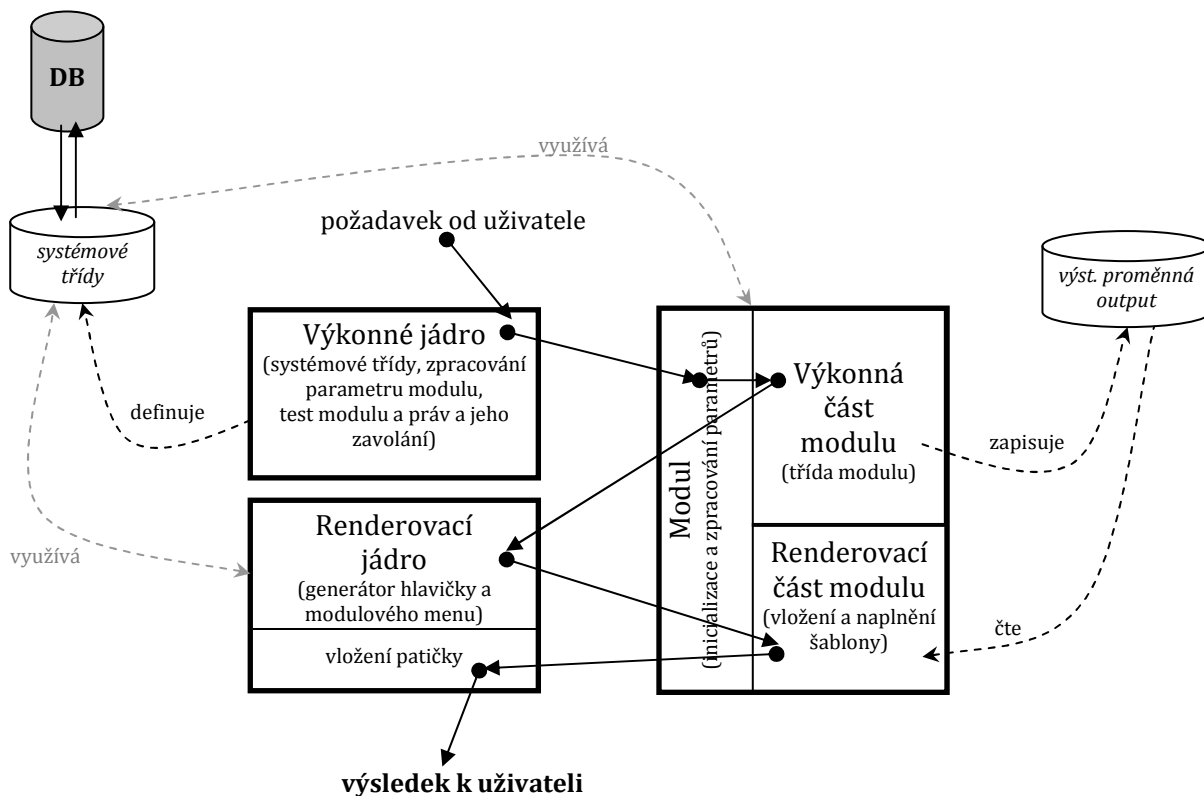 DB
využívá
požadavek od uživatele
systémové
třídy
výst. proměnná
output
Výkonné jádro
(systémové třídy, zpracování
parametru modulu,
test modulu a práv a jeho
zavolání)
definuje
Modul
(inicializace a zpracování parametrů)
Výkonná
část
modulu
(třída modulu)
zapisuje
Renderovací
jádro
(generátor hlavičky a
modulového menu)
využívá
Renderovací
část modulu
(vložení a naplnění
šablony)
čte
vložení patičky
výsledek k uživateli